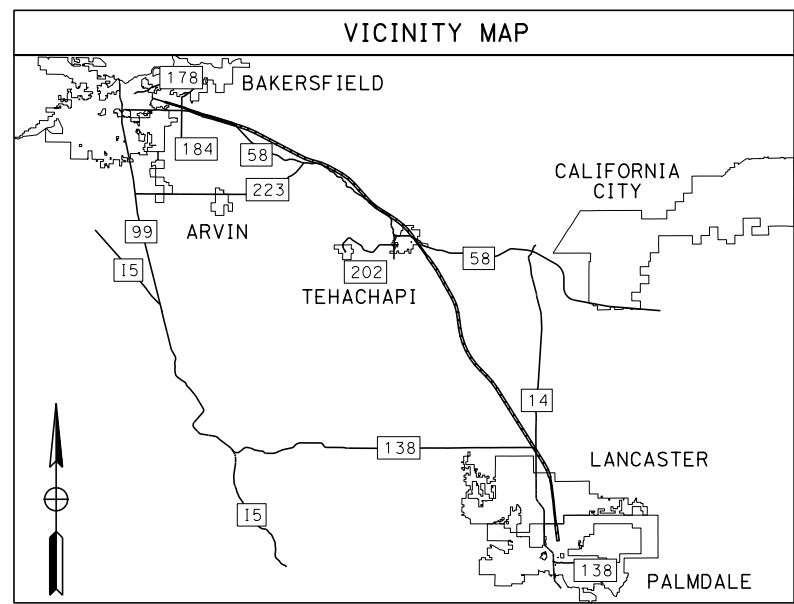 VICINITY MAP
178
BAKERSFIELD
184
58
CALIFORNIA
CITY
223
99
ARVIN
I5
202
58
TEHACHAPI
14
138
LANCASTER
I5
138
PALMDALE